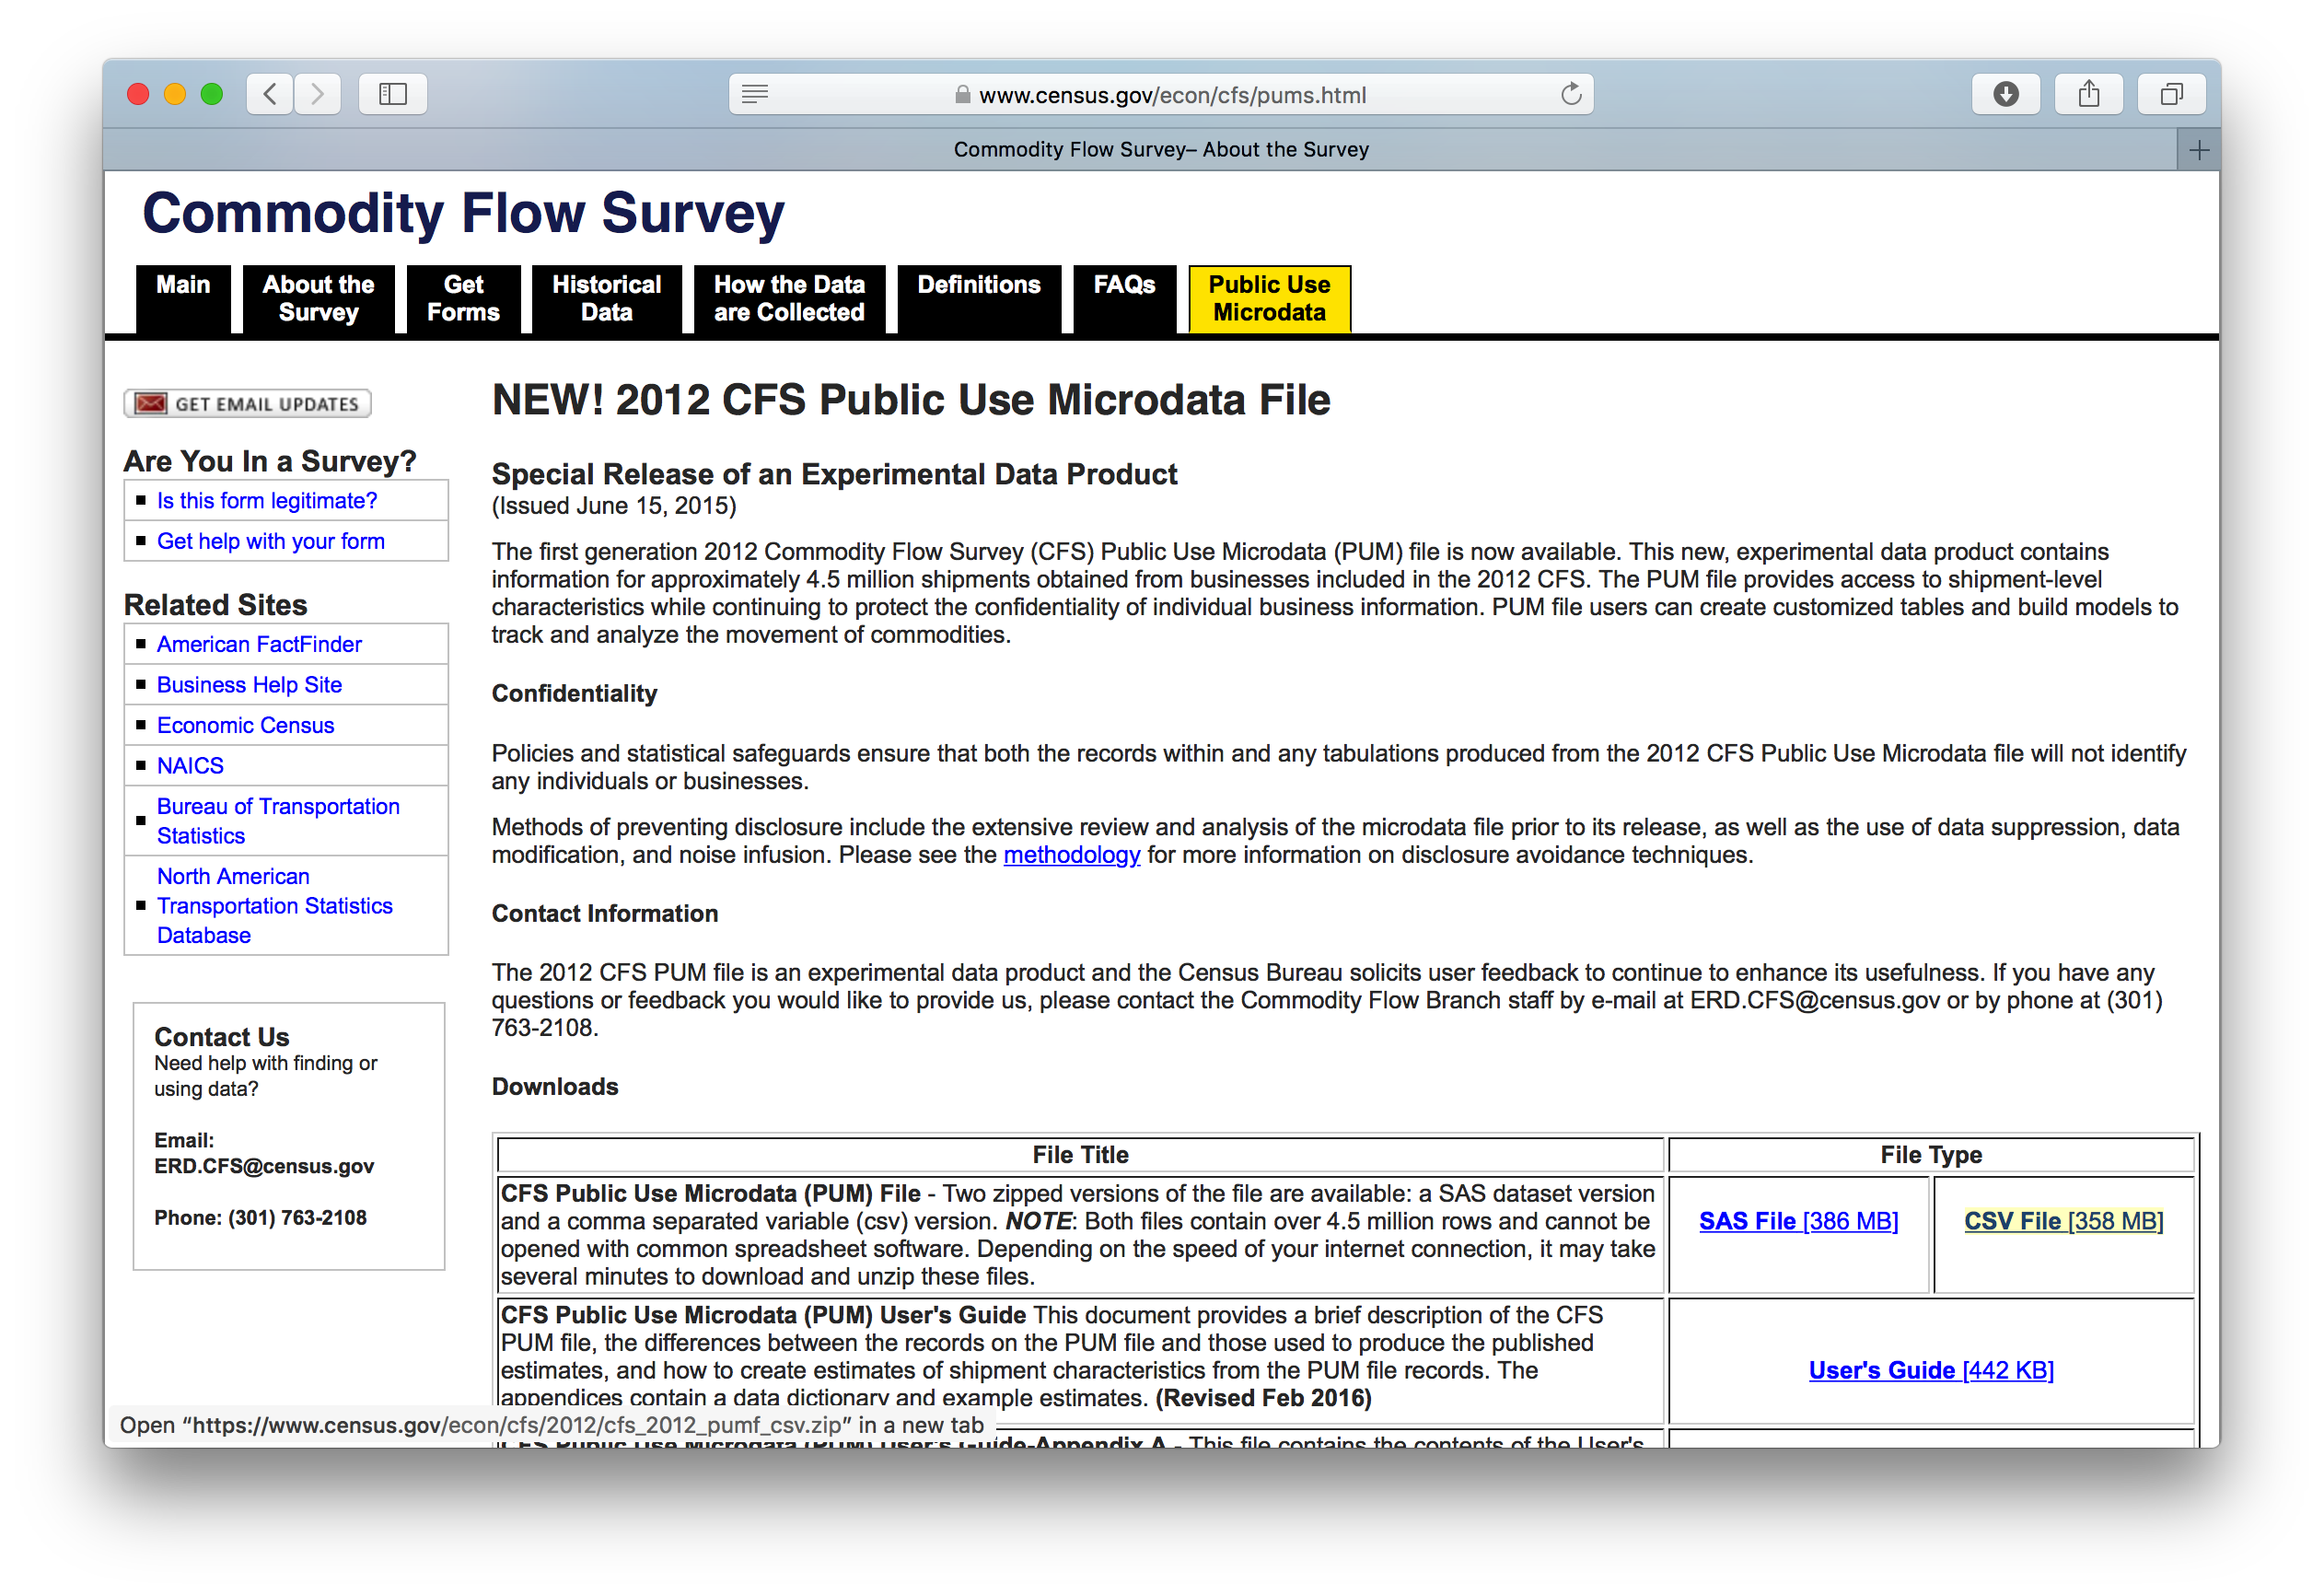 www.census.gov/econ/cfs/pums.html
Commodity Flow Survey– About the Survey
Commodity Flow Survey
Main
About the
Survey
Get
Forms
Historical
Data
How the Data
are Collected
Definitions
FAQs
Public Use
Microdata
GET EMAIL UPDATES
Are You In a Survey?
Is this form legitimate?
Get help with your form
Related Sites
American FactFinder
Business Help Site
Economic Census
NAICS
Bureau of Transportation
Statistics
North American
Transportation Statistics
Database
Contact Us
Need help with finding or
using data?
Email:
ERD.CFS@census.gov
Phone: (301) 763-2108
NEW! 2012 CFS Public Use Microdata File
Special Release of an Experimental Data Product
(Issued June 15, 2015)
The first generation 2012 Commodity Flow Survey (CFS) Public Use Microdata (PUM) file is now available. This new, experimental data product contains
information for approximately 4.5 million shipments obtained from businesses included in the 2012 CFS. The PUM file provides access to shipment-level
characteristics while continuing to protect the confidentiality of individual business information. PUM file users can create customized tables and build models to
track and analyze the movement of commodities.
Confidentiality
Policies and statistical safeguards ensure that both the records within and any tabulations produced from the 2012 CFS Public Use Microdata file will not identify
any individuals or businesses.
Methods of preventing disclosure include the extensive review and analysis of the microdata file prior to its release, as well as the use of data suppression, data
modification, and noise infusion. Please see the methodology for more information on disclosure avoidance techniques.
Contact Information
The 2012 CFS PUM file is an experimental data product and the Census Bureau solicits user feedback to continue to enhance its usefulness. If you have any
questions or feedback you would like to provide us, please contact the Commodity Flow Branch staff by e-mail at ERD.CFS@census.gov or by phone at (301)
763-2108.
Downloads
File Title
File Type
CFS Public Use Microdata (PUM) File - Two zipped versions of the file are available: a SAS dataset version
and a comma separated variable (csv) version. NOTE: Both files contain over 4.5 million rows and cannot be
opened with common spreadsheet software. Depending on the speed of your internet connection, it may take
several minutes to download and unzip these files.
SAS File [386 MB]
CSV File [358 MB]
CFS Public Use Microdata (PUM) User's Guide This document provides a brief description of the CFS
PUM file, the differences between the records on the PUM file and those used to produce the published
estimates, and how to create estimates of shipment characteristics from the PUM file records. The
appendices contain a data dictionary and example estimates. (Revised Feb 2016)
User's Guide [442 KB]
CFS Public Use Microdata (PUM) User's Guide-Appendix A - This file contains the contents of the User's
Open “https://www.census.gov/econ/cfs/2012/cfs_2012_pumf_csv.zip” in a new tab